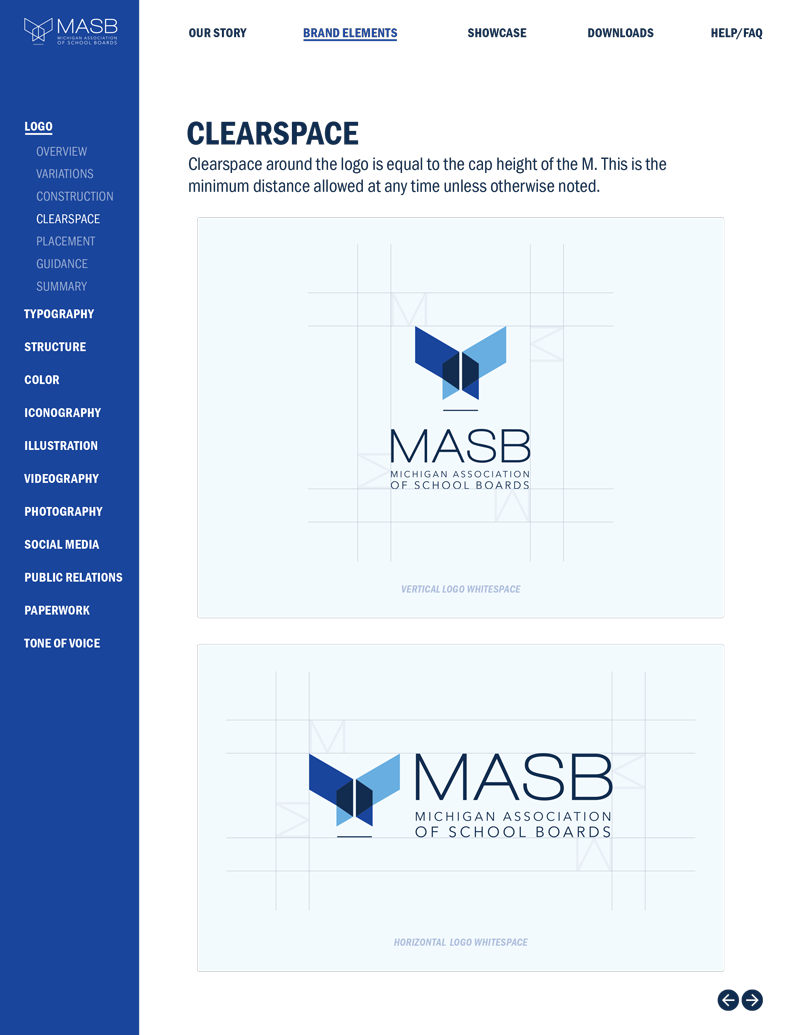 MASB
MICHIGAN ASSOCIATION
OF SCHOOL BOARDS
OUR STORY
BRAND ELEMENTS
SHOWCASE
DOWNLOADS
HELP/FAQ
LOGO
OVERVIEW
VARIATIONS
CONSTRUCTION
CLEARSPACE
PLACEMENT
GUIDANCE
SUMMARY
TYPOGRAPHY
STRUCTURE
COLOR
ICONOGRAPHY
ILLUSTRATION
VIDEOGRAPHY
PHOTOGRAPHY
SOCIAL MEDIA
PUBLIC RELATIONS
PAPERWORK
TONE OF VOICE
CLEARSPACE
Clearspace around the logo is equal to the cap height of the M. This is the
minimum distance allowed at any time unless otherwise noted.
M
M
M
MASB
MICHIGAN ASSOCIATION
OF SCHOOL BOARDS
M
VERTICAL LOGO WHITESPACE
M
M
M
MASB
MICHIGAN ASSOCIATION
OF SCHOOL BOARDS
M
HORIZONTAL LOGO WHITESPACE